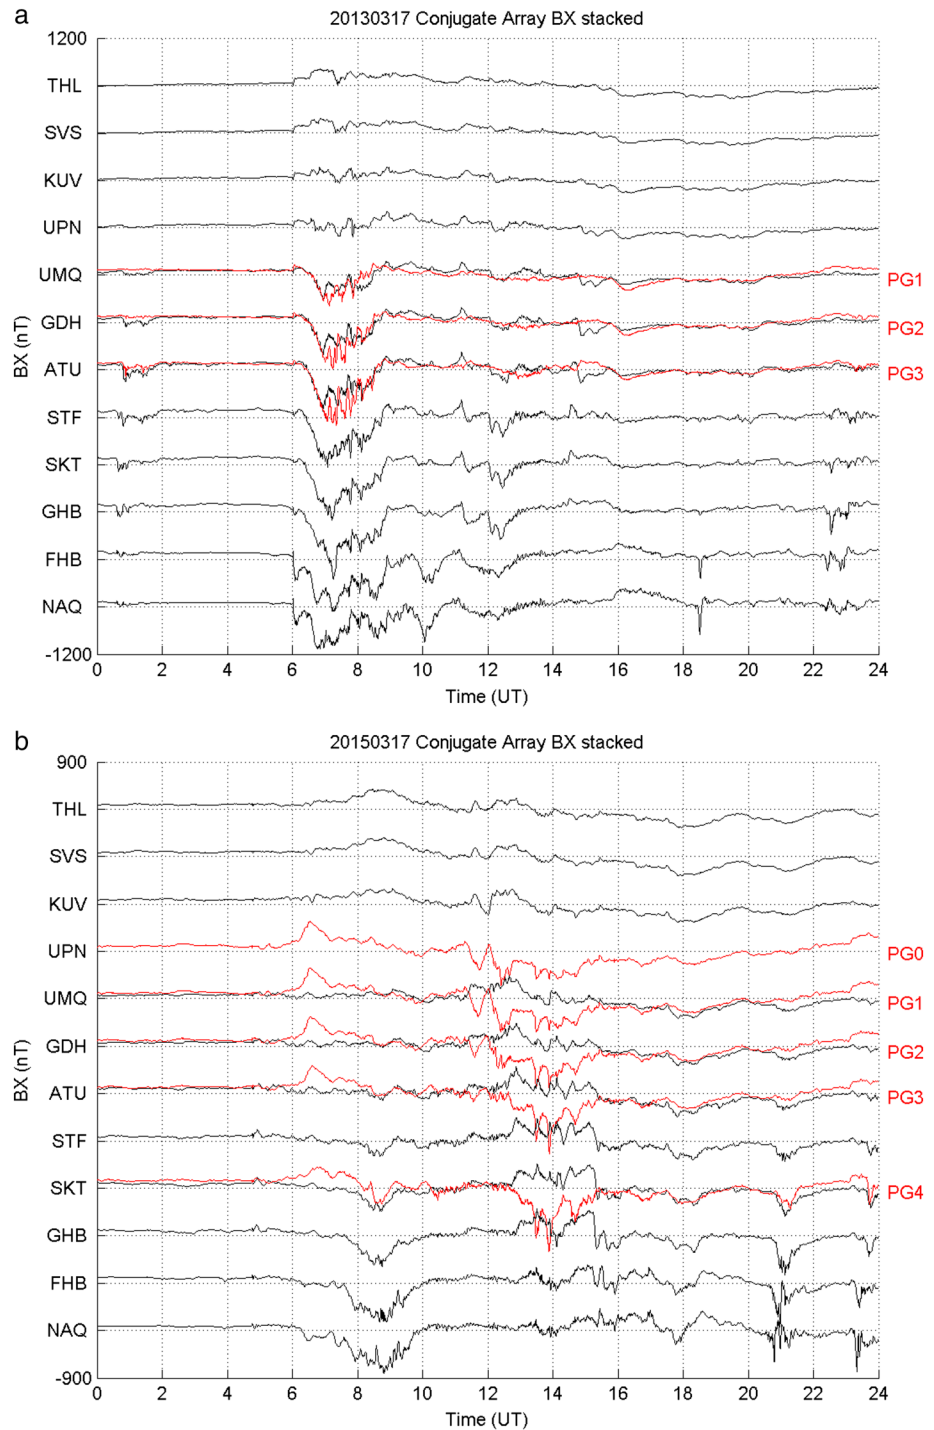 a
20130317 Conjugate Array BX stacked
1200
THL
SVS
KUV
UPN
UMQ
PG1
GDH
PG2
ATU
PG3
STF
SKT
GHB
FHB
NAQ
-1200
BX (nT)
0 2 4 6 8 10 12 14 16 18 20 22 24
Time (UT)
b
20150317 Conjugate Array BX stacked
900
THL
SVS
KUV
UPN
PG0
UMQ
PG1
GDH
PG2
ATU
PG3
STF
SKT
PG4
GHB
FHB
NAQ
-900
BX (nT)
0 2 4 6 8 10 12 14 16 18 20 22 24
Time (UT)